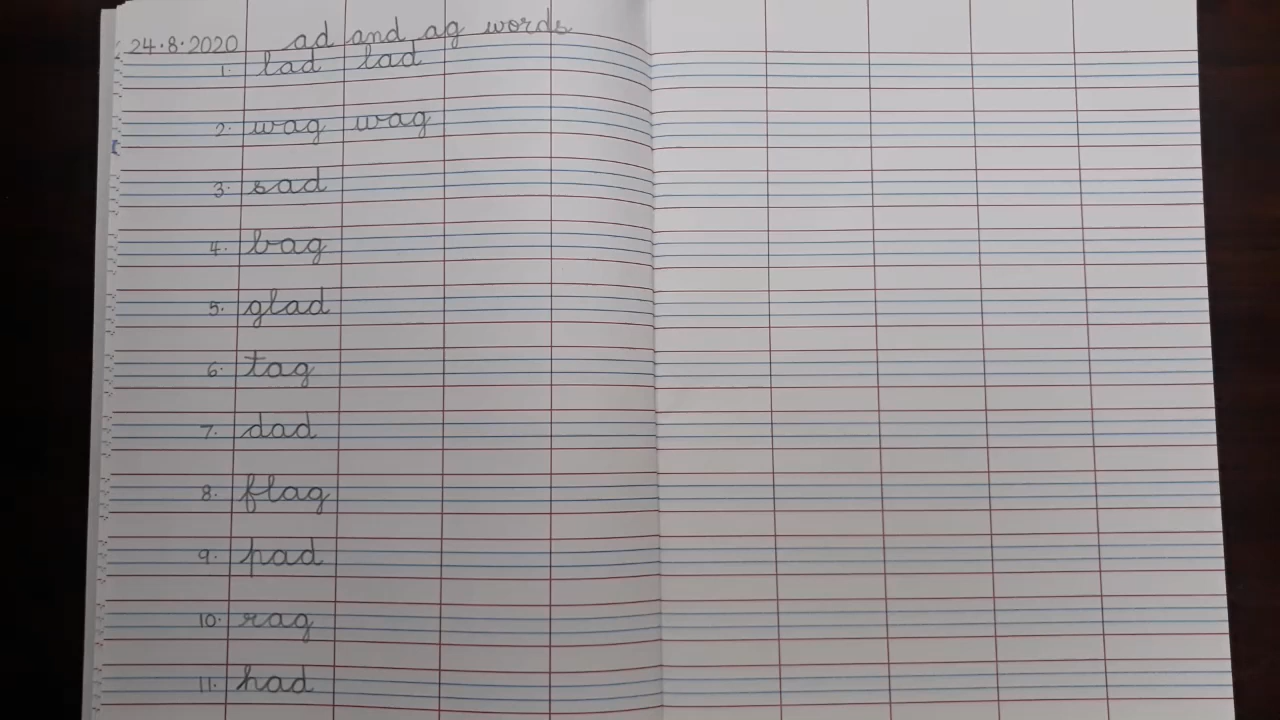 24.8.2020 ad and ag words
1. lad lad
2. wag wag
3. sad
4. bag
5. glad
6. tag
7. dad
8. flag
9. pad
10. rag
11. had